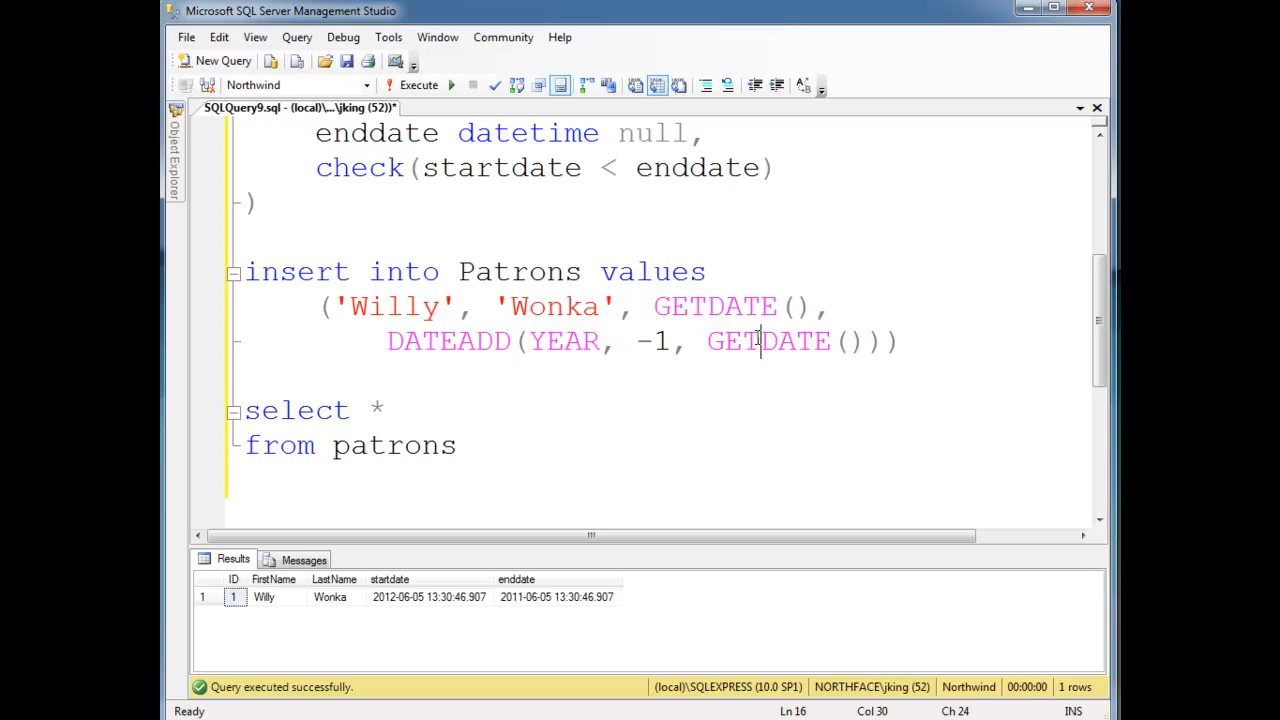 Microsoft SQL Server Management Studio
File Edit View Query Debug Tools Window Community Help
New Query
Northwind Execute
SQLQuery9.sql - (local)\...\jking (52))*
Object Explorer
enddate datetime null,
check(startdate < enddate)
)
insert into Patrons values
('Willy', 'Wonka', GETDATE(),
DATEADD(YEAR, -1, GETDATE()))
select *
from patrons
Results Messages
ID FirstName LastName startdate enddate
1 1 Willy Wonka 2012-06-05 13:30:46.907 2011-06-05 13:30:46.907
Query executed successfully. (local)\SQLEXPRESS (10.0 SP1) NORTHFACE\jking (52) Northwind 00:00:00 1 rows
Ready Ln 16 Col 30 Ch 24 INS